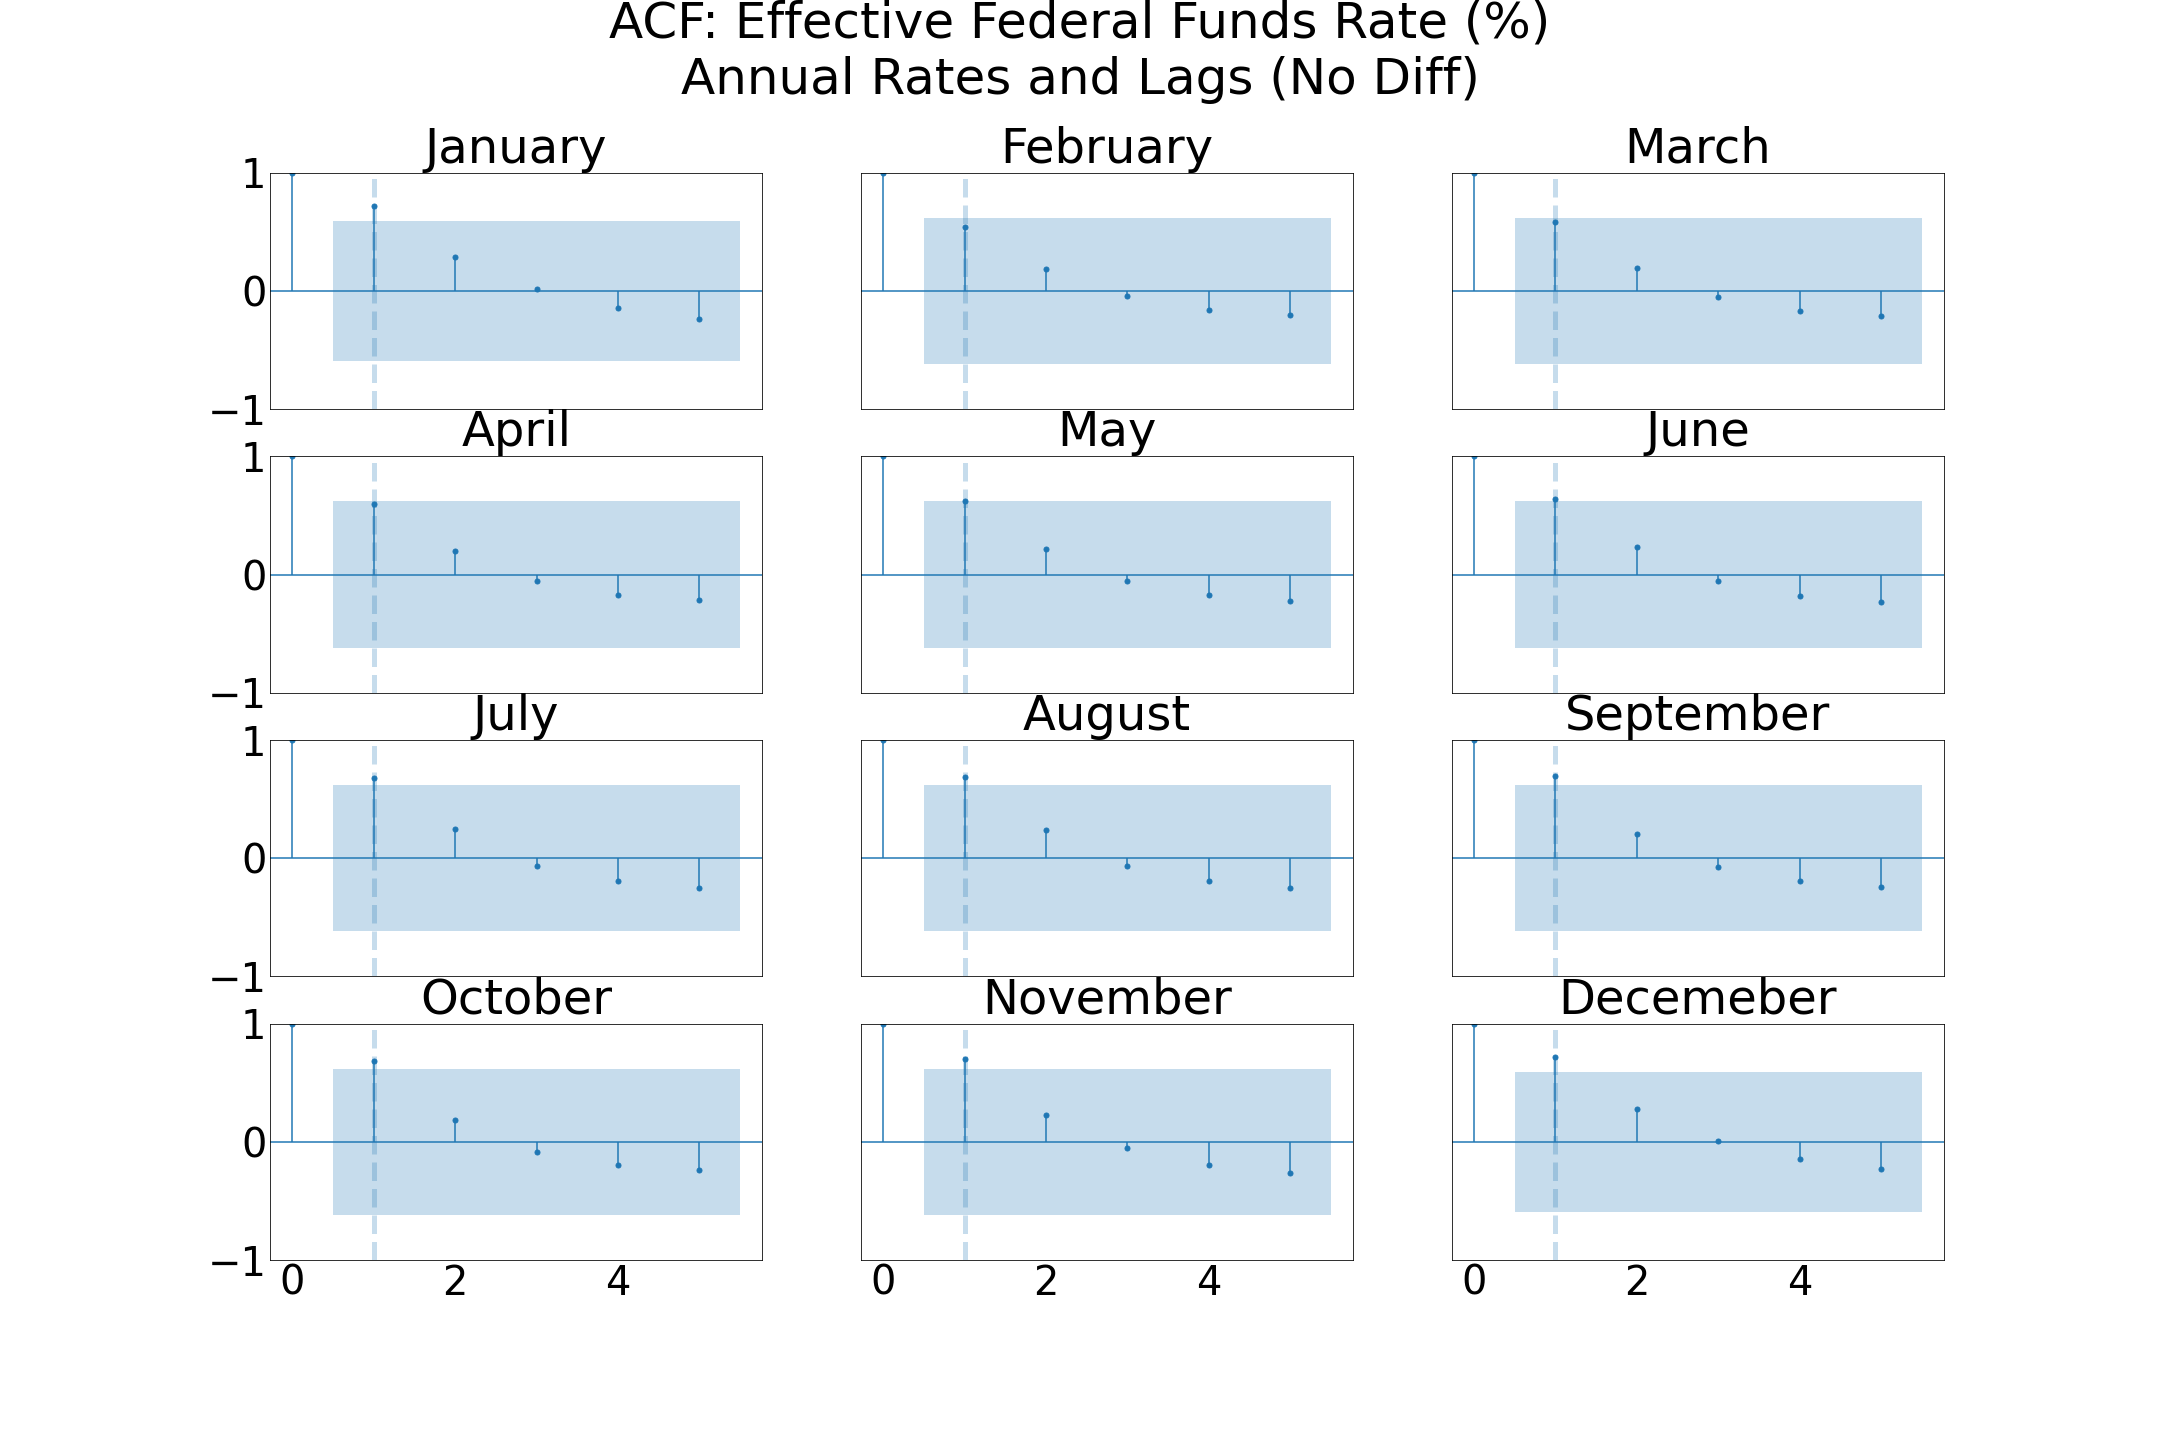 ACF: Effective Federal Funds Rate (%)
Annual Rates and Lags (No Diff)
January
February
March
1
0
−1
April
May
June
1
0
−1
July
August
September
1
0
−1
October
November
Decemeber
1
0
−1
0 2 4
0 2 4
0 2 4